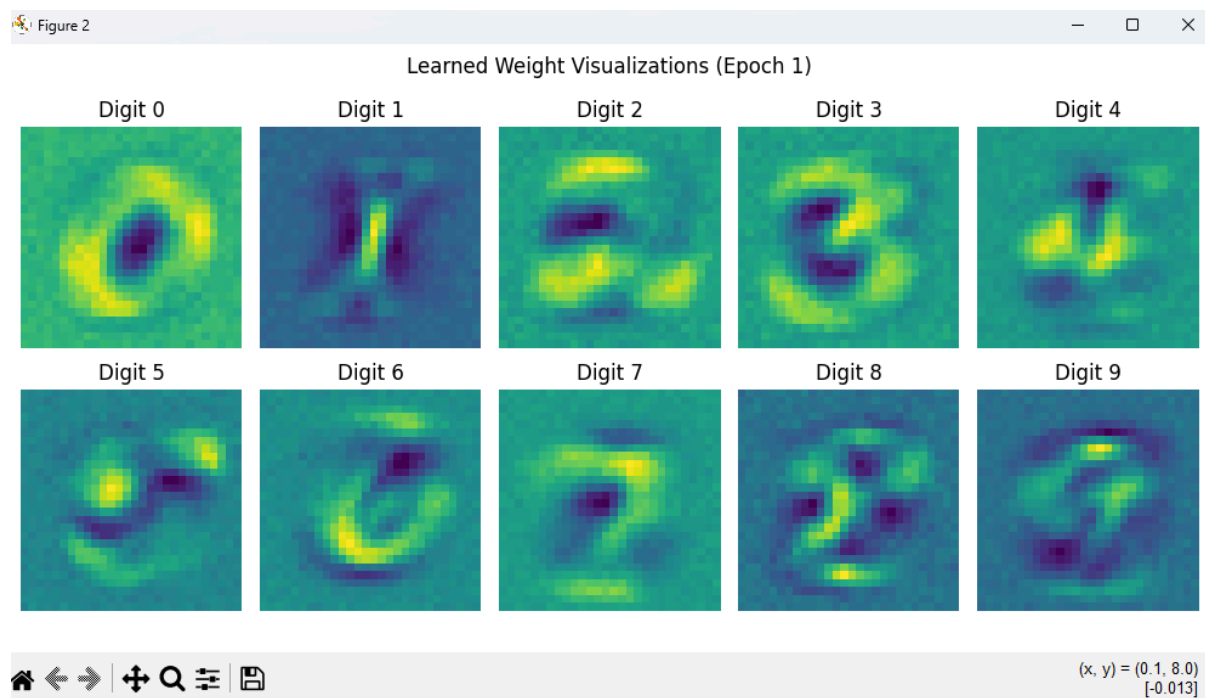 Figure 2
Learned Weight Visualizations (Epoch 1)
Digit 0 Digit 1 Digit 2 Digit 3 Digit 4
Digit 5 Digit 6 Digit 7 Digit 8 Digit 9
(x, y) = (0.1, 8.0)
[-0.013]